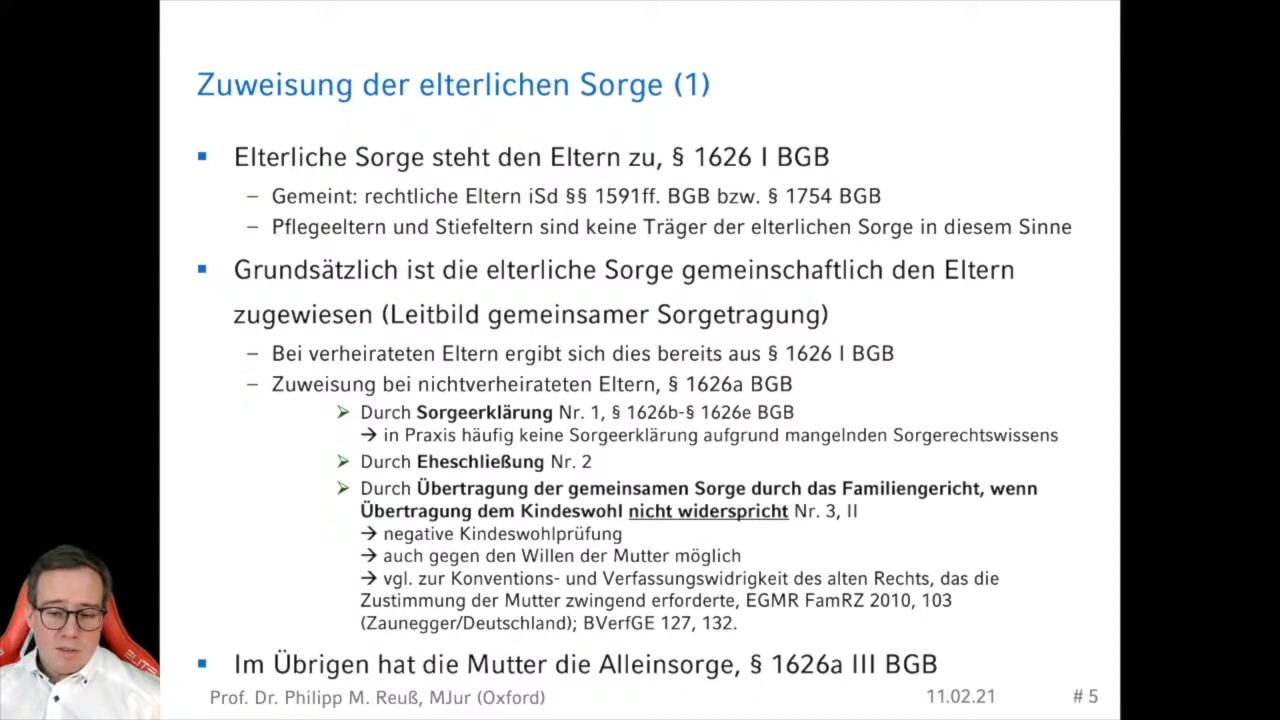 Zuweisung der elterlichen Sorge (1)
▪ Elterliche Sorge steht den Eltern zu, § 1626 I BGB
– Gemeint: rechtliche Eltern iSd §§ 1591ff. BGB bzw. § 1754 BGB
– Pflegeeltern und Stiefeltern sind keine Träger der elterlichen Sorge in diesem Sinne
▪ Grundsätzlich ist die elterliche Sorge gemeinschaftlich den Eltern
zugewiesen (Leitbild gemeinsamer Sorgetragung)
– Bei verheirateten Eltern ergibt sich dies bereits aus § 1626 I BGB
– Zuweisung bei nichtverheirateten Eltern, § 1626a BGB
➢ Durch Sorgeerklärung Nr. 1, § 1626b-§ 1626e BGB
→ in Praxis häufig keine Sorgeerklärung aufgrund mangelnden Sorgerechtswissens
➢ Durch Eheschließung Nr. 2
➢ Durch Übertragung der gemeinsamen Sorge durch das Familiengericht, wenn
Übertragung dem Kindeswohl nicht widerspricht Nr. 3, II
→ negative Kindeswohlprüfung
→ auch gegen den Willen der Mutter möglich
→ vgl. zur Konventions- und Verfassungswidrigkeit des alten Rechts, das die
Zustimmung der Mutter zwingend erforderte, EGMR FamRZ 2010, 103
(Zaunegger/Deutschland); BVerfGE 127, 132.
▪ Im Übrigen hat die Mutter die Alleinsorge, § 1626a III BGB
Prof. Dr. Philipp M. Reuß, MJur (Oxford) 11.02.21 # 5